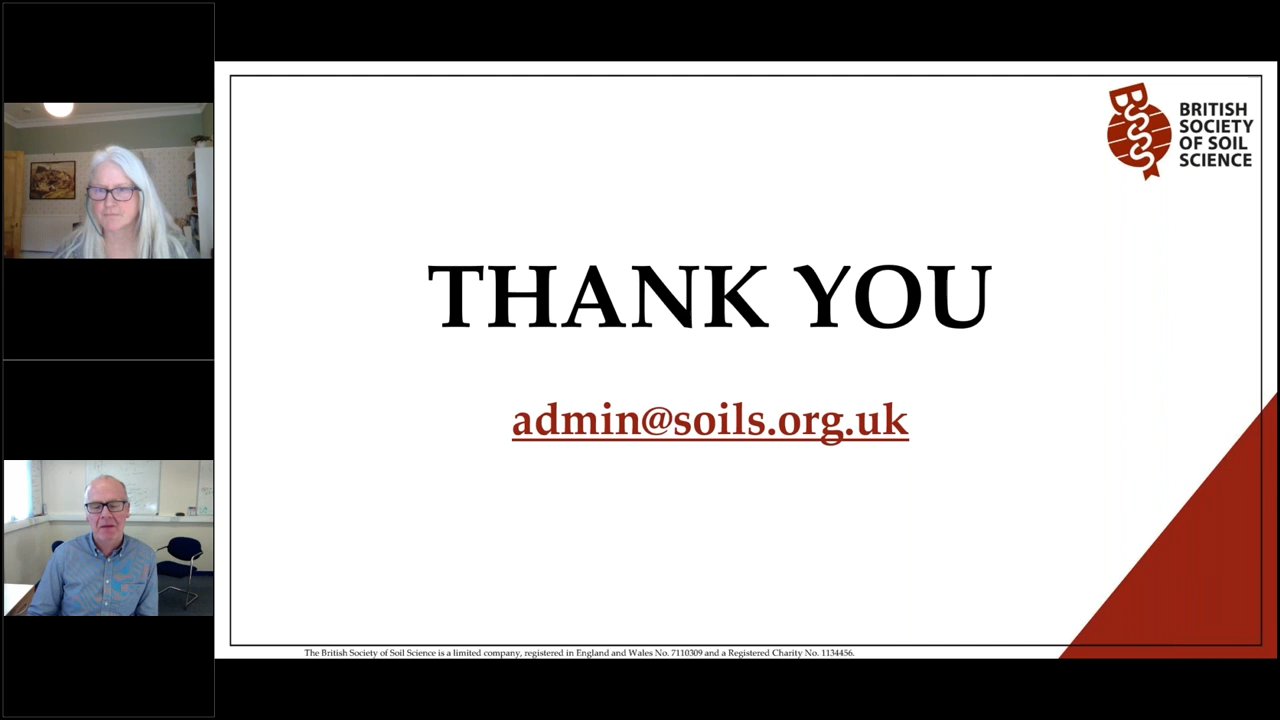 BSSS
BRITISH
SOCIETY
OF SOIL
SCIENCE
THANK YOU
admin@soils.org.uk
The British Society of Soil Science is a limited company, registered in England and Wales No. 7110309 and a Registered Charity No. 1134456.